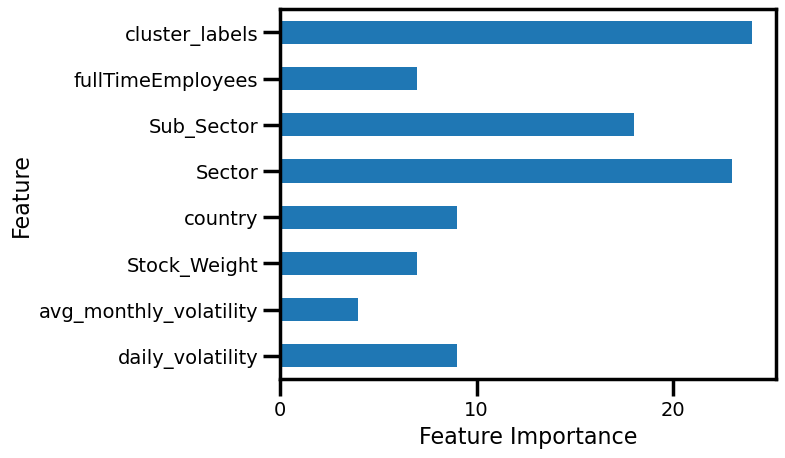 cluster_labels
fullTimeEmployees
Sub_Sector
Sector
country
Stock_Weight
avg_monthly_volatility
daily_volatility
Feature
0 10 20
Feature Importance